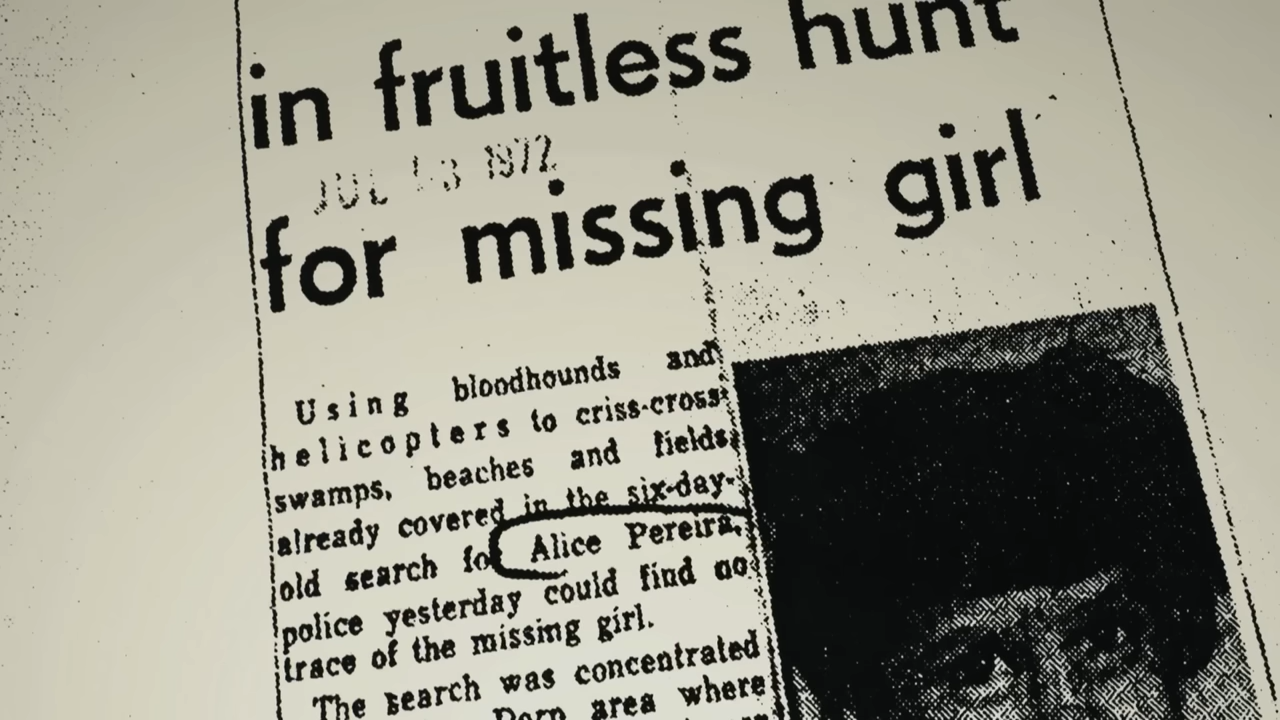 in fruitless hunt
JUL 13 1972
for missing girl
Using bloodhounds and
helicopters to criss-cross
swamps, beaches and fields
already covered in the six-day-
old search for Alice Pereira,
police yesterday could find no
trace of the missing girl.
The search was concentrated
area where